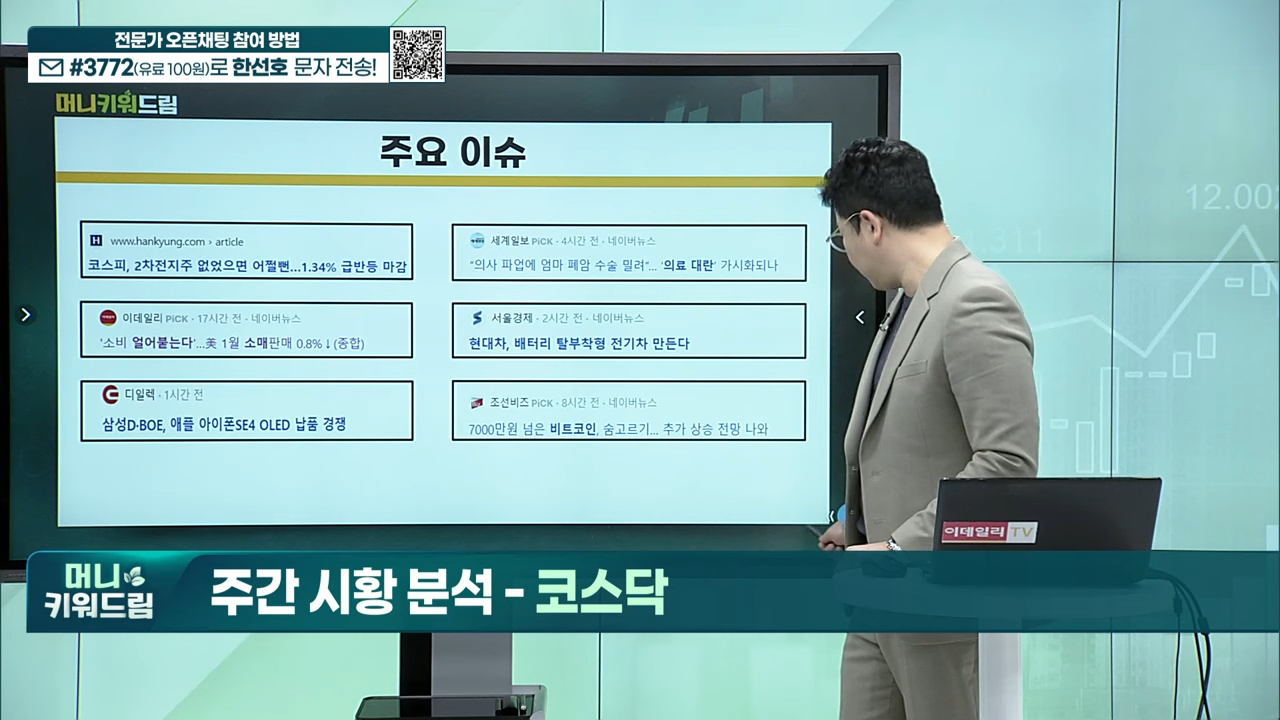 전문가 오픈채팅 참여 방법
#3772(유료 100원)로 한선호 문자 전송!
머니키워드림
주요 이슈
H www.hankyung.com › article
코스피, 2차전지주 없었으면 어쩔뻔...1.34% 급반등 마감
이데일리 PiCK · 17시간 전 · 네이버뉴스
'소비 얼어붙는다'...美 1월 소매판매 0.8%↓(종합)
디일렉 · 1시간 전
삼성D·BOE, 애플 아이폰SE4 OLED 납품 경쟁
세계일보 PiCK · 4시간 전 · 네이버뉴스
"의사 파업에 엄마 폐암 수술 밀려"... '의료 대란' 가시화되나
서울경제 · 2시간 전 · 네이버뉴스
현대차, 배터리 탈부착형 전기차 만든다
조선비즈 PiCK · 8시간 전 · 네이버뉴스
7000만원 넘은 비트코인, 숨고르기... 추가 상승 전망 나와
이데일리 TV
머니
키워드림
주간 시황 분석 - 코스닥